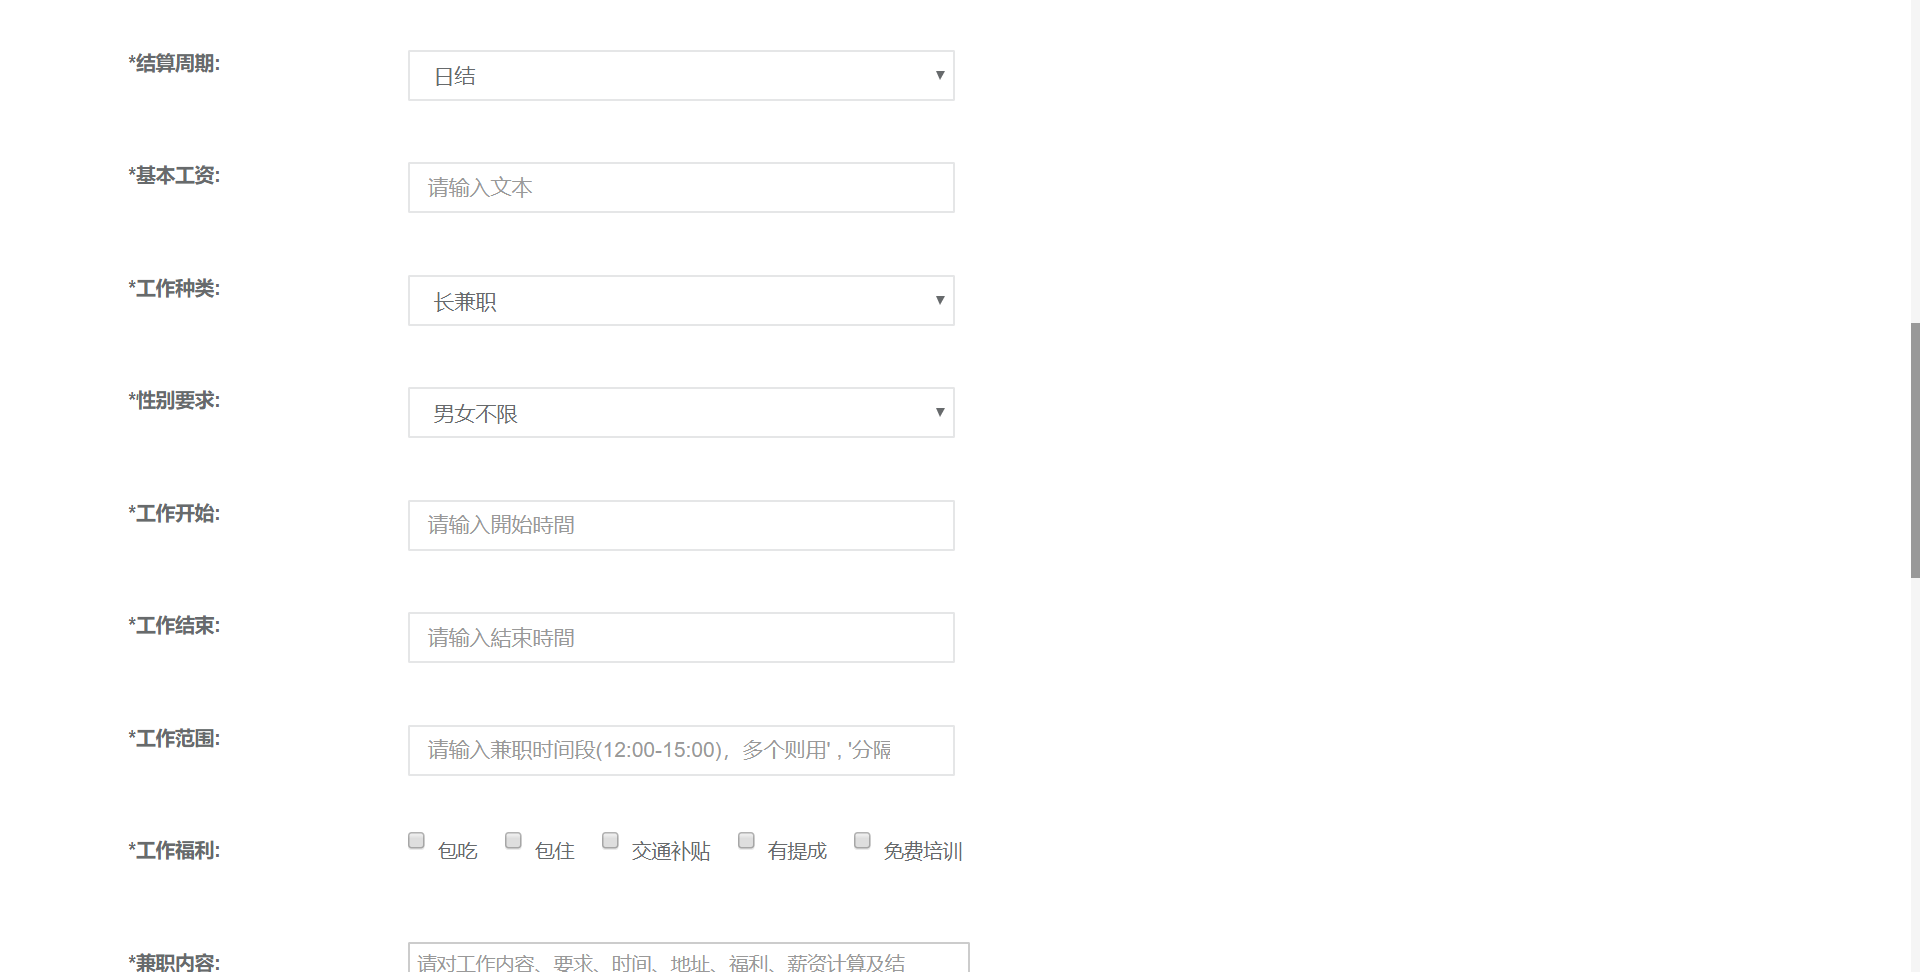 *结算周期: 日结
*基本工资: 请输入文本
*工作种类: 长兼职
*性别要求: 男女不限
*工作开始: 请输入開始時間
*工作结束: 请输入結束時間
*工作范围: 请输入兼职时间段(12:00-15:00)，多个则用' , '分隔
*工作福利: 包吃 包住 交通补贴 有提成 免费培训
*兼职内容: 请对工作内容、要求、时间、地址、福利、薪资计算及结